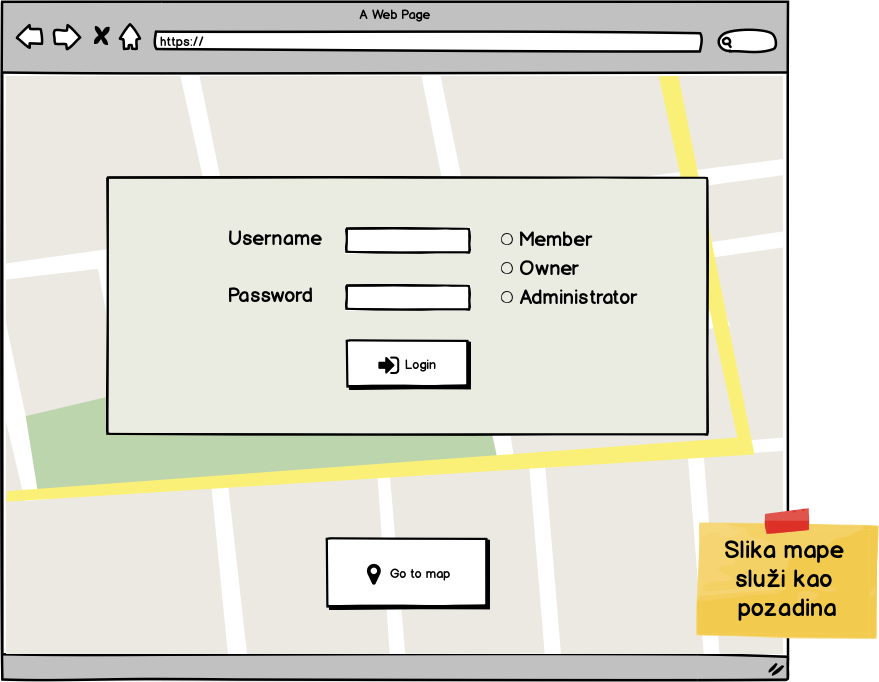 A Web Page
https://
Username
Member
Owner
Password
Administrator
Login
Go to map
Slika mape
služi kao
pozadina